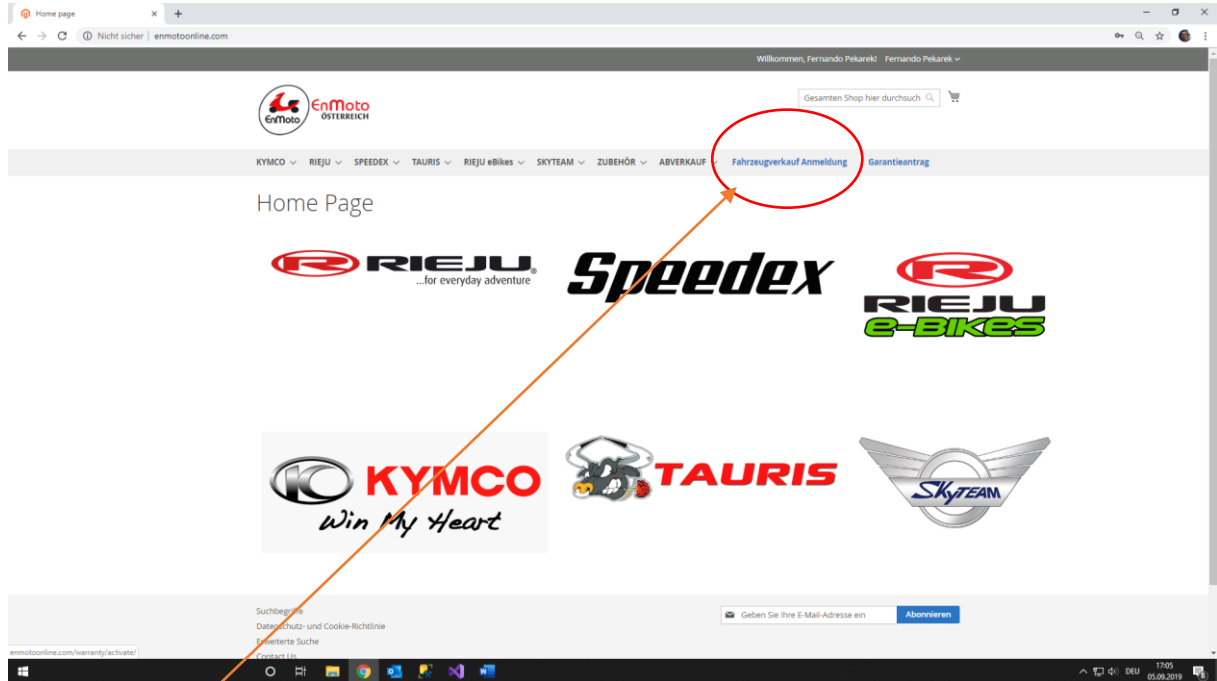 Home page
Nicht sicher | enmotoonline.com
Willkommen, Fernando Pekarek! Fernando Pekarek
EnMoto
EnMoto
ÖSTERREICH
Gesamten Shop hier durchsuch
KYMCO RIEJU SPEEDEX TAURIS RIEJU eBikes SKYTEAM ZUBEHÖR ABVERKAUF Fahrzeugverkauf Anmeldung Garantieantrag
Home Page
R RIEJU®
...for everyday adventure
Speedex
R
RIEJU
e-BIKES
KYMCO
Win My Heart
TAURIS
SKYTEAM
Suchbegriffe
Datenschutz- und Cookie-Richtlinie
Erweiterte Suche
Contact Us
Geben Sie Ihre E-Mail-Adresse ein
Abonnieren
enmotoonline.com/warranty/activate/
DEU
17:05
05.09.2019